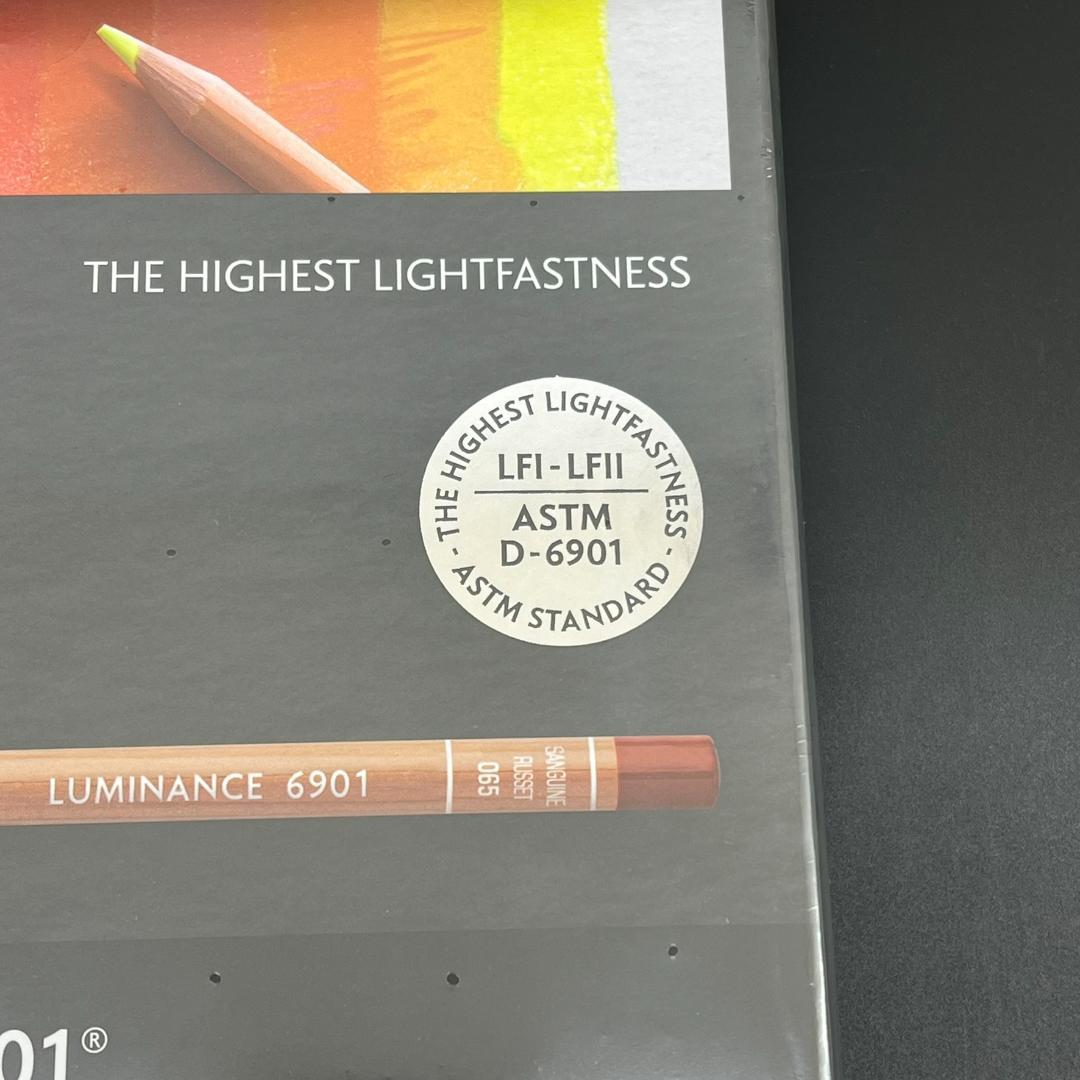 THE HIGHEST LIGHTFASTNESS
- THE HIGHEST LIGHTFASTNESS -
LFI - LFII
ASTM
D-6901
ASTM STANDARD
LUMINANCE 6901
065
RUSSET
SANGUINE
01®